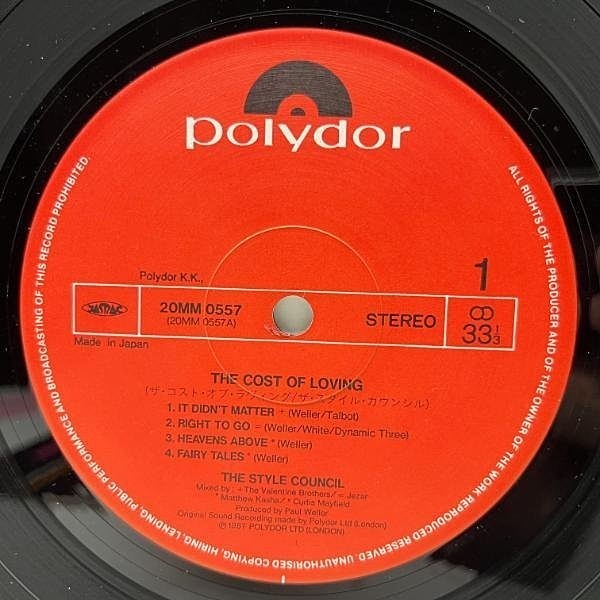 polydor
Polydor K.K.,
1
JASRAC
20MM 0557
(20MM 0557A)
STEREO
33 1/3
Made in Japan
THE COST OF LOVING
(ザ・コスト・オブ・ラヴィング/ザ・スタイル・カウンシル)
1. IT DIDN'T MATTER * (Weller/Talbot)
2. RIGHT TO GO = (Weller/White/Dynamic Three)
3. HEAVENS ABOVE * (Weller)
4. FAIRY TALES * (Weller)
THE STYLE COUNCIL
Mixed by: + The Valentine Brothers/ = Jezar
* Matthew Kasha/ * Curtis Mayfield
Produced by Paul Weller
Original Sound Recording made by Polydor Ltd (London)
Ⓟ1987 POLYDOR LTD (LONDON)
ALL RIGHTS OF THE PRODUCER AND OF THE OWNER OF THE WORK REPRODUCED RESERVED. UNAUTHORISED COPYING, HIRING, LENDING, PUBLIC PERFORMANCE AND BROADCASTING OF THIS RECORD PROHIBITED.